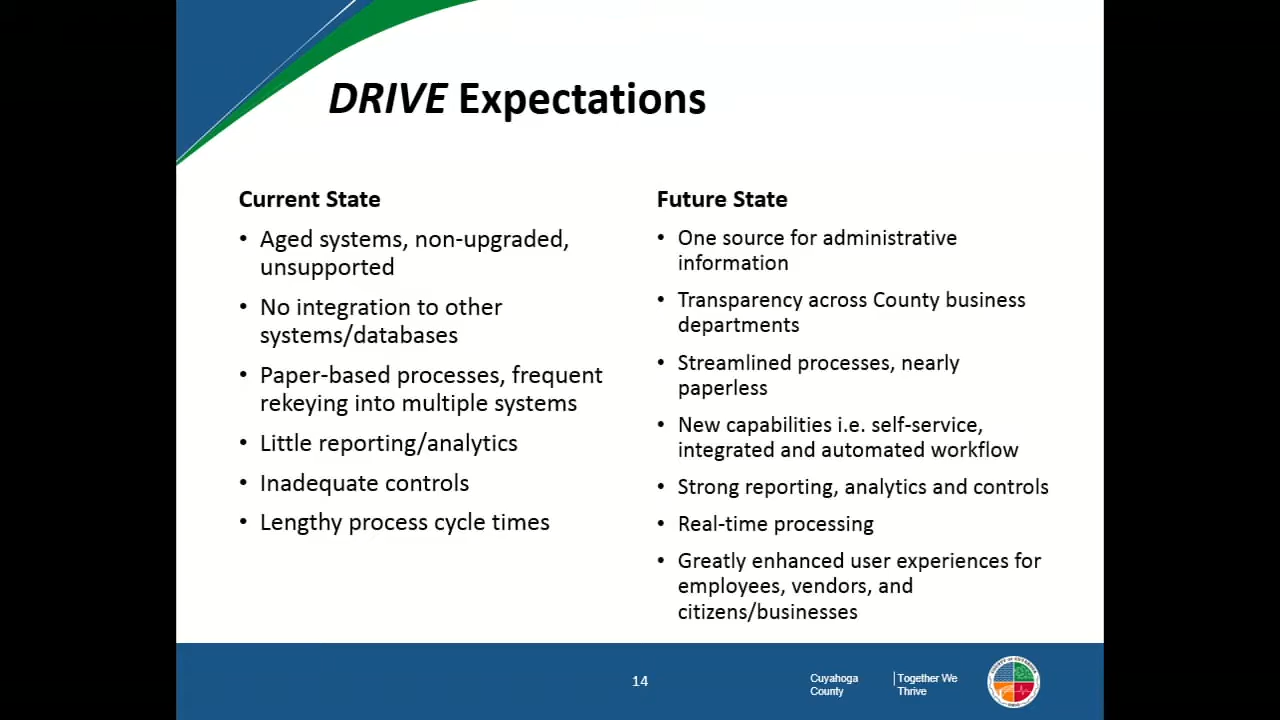 DRIVE Expectations
Current State
• Aged systems, non-upgraded,
unsupported
• No integration to other
systems/databases
• Paper-based processes, frequent
rekeying into multiple systems
• Little reporting/analytics
• Inadequate controls
• Lengthy process cycle times
Future State
• One source for administrative
information
• Transparency across County business
departments
• Streamlined processes, nearly
paperless
• New capabilities i.e. self-service,
integrated and automated workflow
• Strong reporting, analytics and controls
• Real-time processing
• Greatly enhanced user experiences for
employees, vendors, and
citizens/businesses
14
Cuyahoga
County
Together We
Thrive